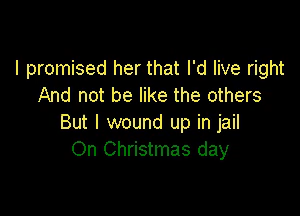 I promised her that I'd live right
And not be like the others
But I wound up in jail
On Christmas day